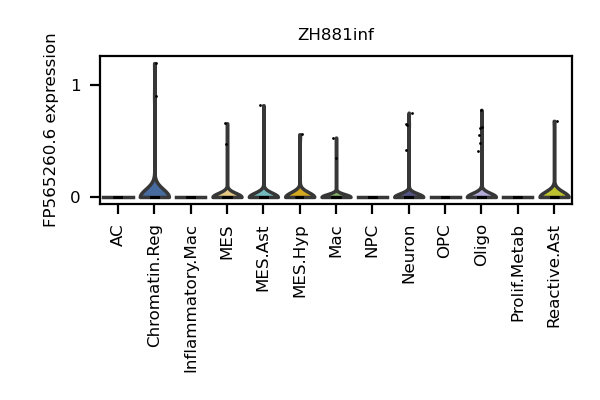 ZH881inf
FP565260.6 expression
1
0
AC
Chromatin.Reg
Inflammatory.Mac
MES
MES.Ast
MES.Hyp
Mac
NPC
Neuron
OPC
Oligo
Prolif.Metab
Reactive.Ast